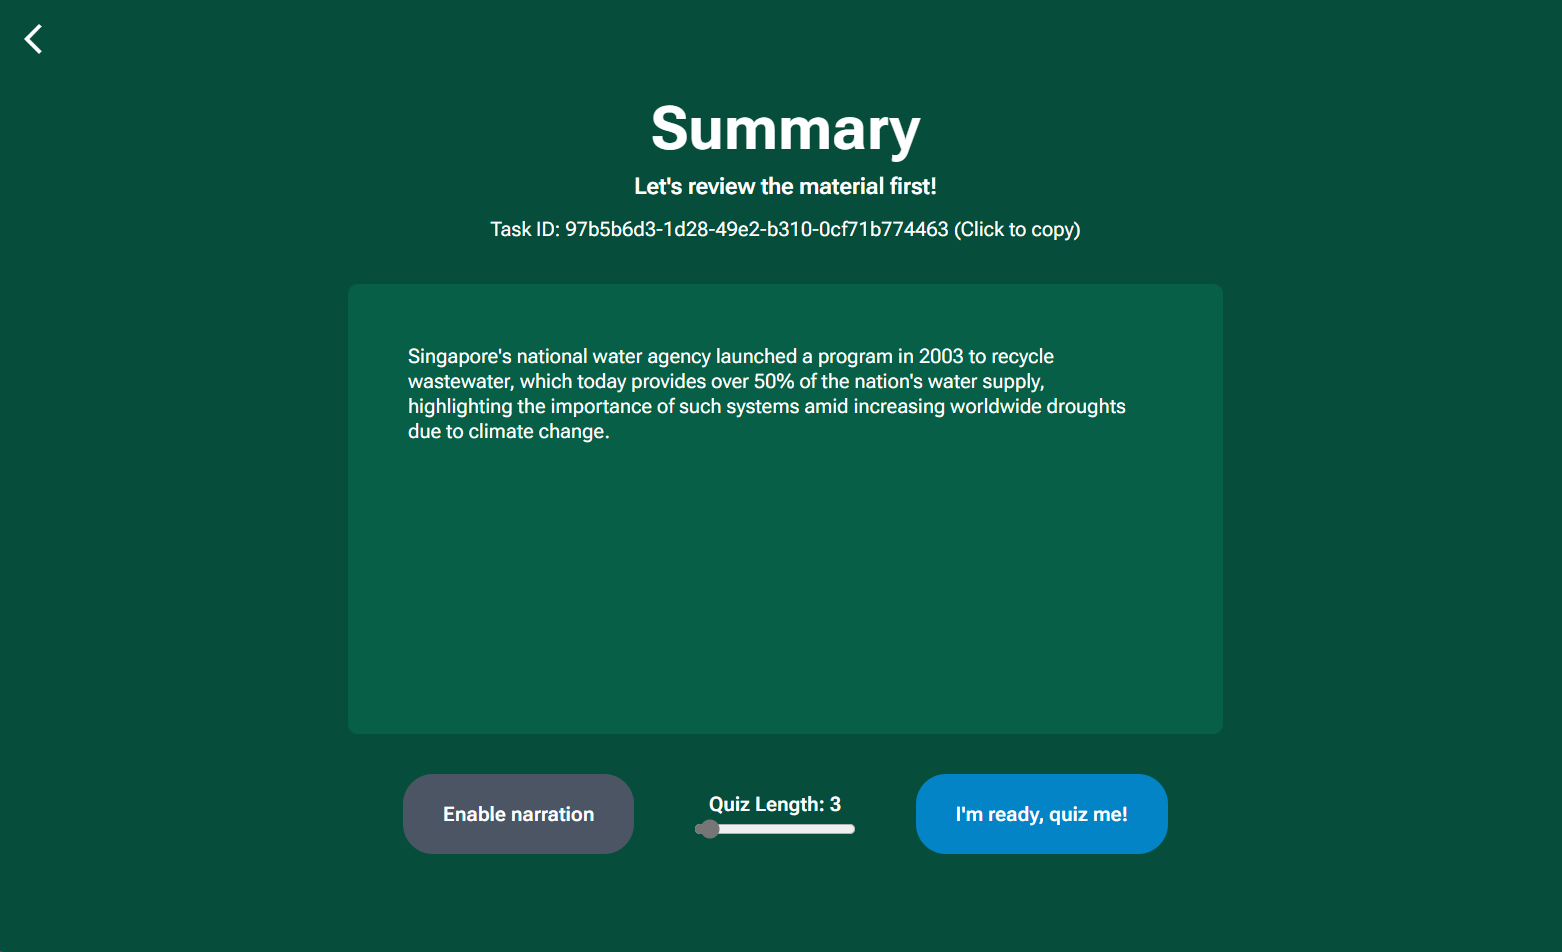 Summary
Let's review the material first!
Task ID: 97b5b6d3-1d28-49e2-b310-0cf71b774463 (Click to copy)
Singapore's national water agency launched a program in 2003 to recycle
wastewater, which today provides over 50% of the nation's water supply,
highlighting the importance of such systems amid increasing worldwide droughts
due to climate change.
Enable narration
Quiz Length: 3
I'm ready, quiz me!